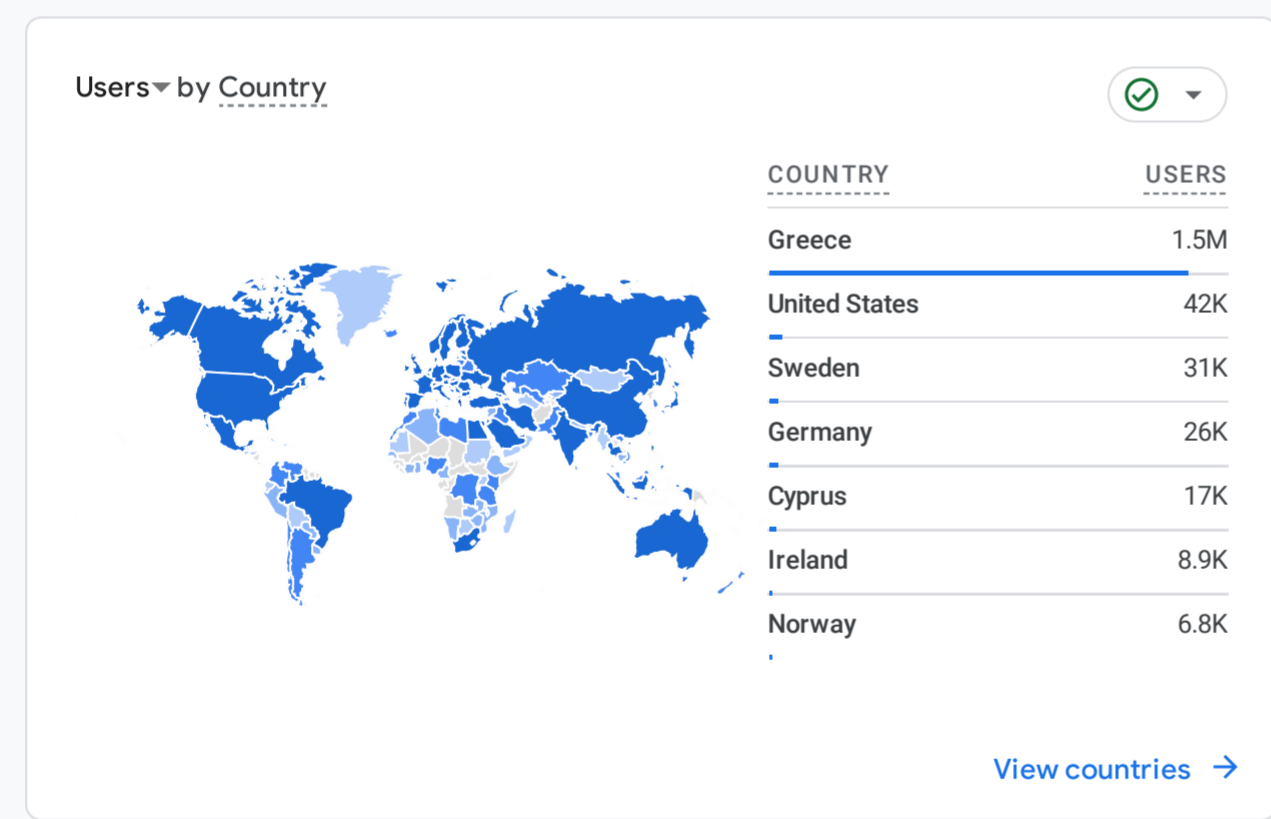 Users by Country
COUNTRY USERS
Greece 1.5M
United States 42K
Sweden 31K
Germany 26K
Cyprus 17K
Ireland 8.9K
Norway 6.8K
View countries